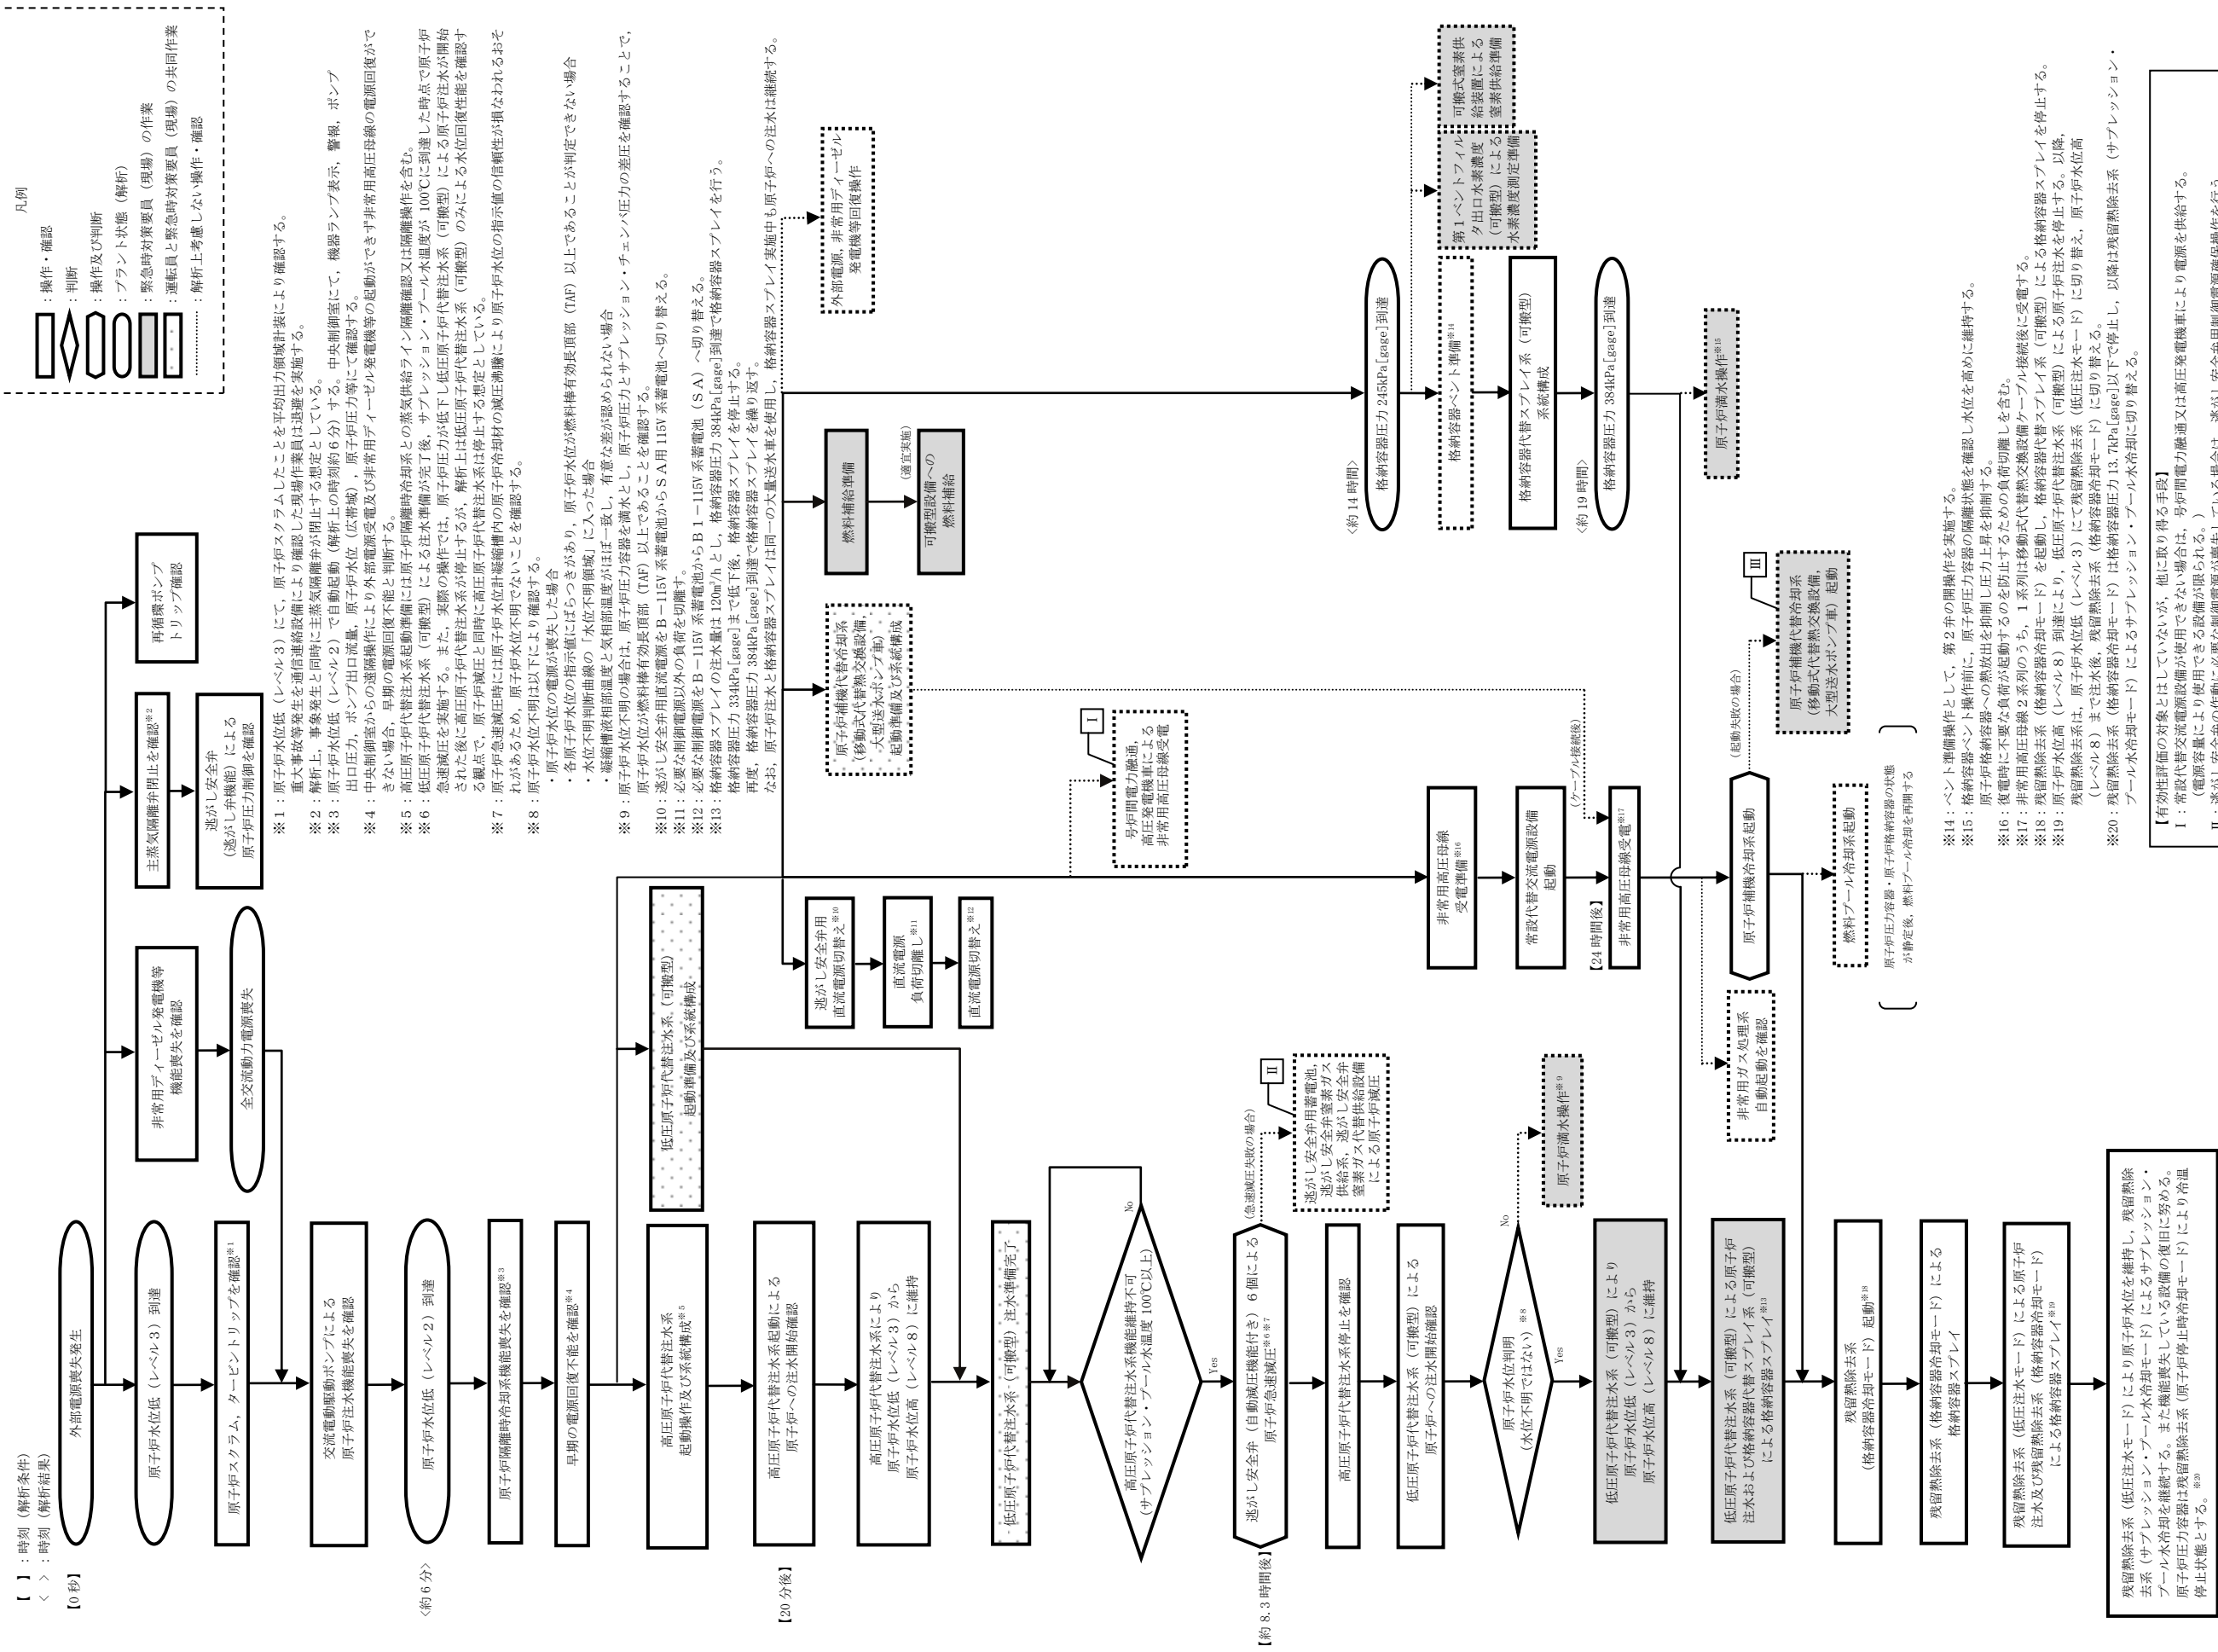 【 】：時刻（解析条件）
＜ ＞：時刻（解析結果）
凡例
：操作・確認
：判断
：操作及び判断
：プラント状態（解析）
：緊急時対策要員（現場）の作業
：運転員と緊急時対策要員（現場）の共同作業
：解析上考慮しない操作・確認
【0秒】
外部電源喪失発生
原子炉水位低（レベル３）到達
原子炉スクラム，タービントリップを確認※1
非常用ディーゼル発電機等
機能喪失を確認
全交流動力電源喪失
主蒸気隔離弁閉止を確認※2
逃がし安全弁
（逃がし弁機能）による
原子炉圧力制御を確認
再循環ポンプ
トリップ確認
交流電動駆動ポンプによる
原子炉注水機能喪失を確認
＜約6分＞
原子炉水位低（レベル２）到達
原子炉隔離時冷却系機能喪失を確認※3
早期の電源回復不能を確認※4
高圧原子炉代替注水系
起動操作及び系統構成※5
低圧原子炉代替注水系（可搬型）
起動準備及び系統構成
【20分後】
高圧原子炉代替注水系起動による
原子炉への注水開始確認
高圧原子炉代替注水系により
原子炉水位低（レベル３）から
原子炉水位高（レベル８）に維持
低圧原子炉代替注水系（可搬型）注水準備完了
高圧原子炉代替注水系機能維持不可
（サプレッション・プール水温度100℃以上）
No
Yes
【約8.3時間後】
逃がし安全弁（自動減圧機能付き）６個による
原子炉急速減圧※6※7
（急速減圧失敗の場合）
Ⅱ
逃がし安全弁用蓄電池，
逃がし安全弁窒素ガス
供給系，逃がし安全弁
窒素ガス代替供給設備
による原子炉減圧
高圧原子炉代替注水系停止を確認
低圧原子炉代替注水系（可搬型）による
原子炉への注水開始確認
原子炉水位判明
（水位不明ではない）※8
No
Yes
原子炉満水操作※9
低圧原子炉代替注水系（可搬型）により
原子炉水位低（レベル３）から
原子炉水位高（レベル８）に維持
低圧原子炉代替注水系（可搬型）による原子炉
注水および格納容器代替スプレイ系（可搬型）
による格納容器スプレイ※13
残留熱除去系
（格納容器冷却モード）起動※18
残留熱除去系（格納容器冷却モード）による
格納容器スプレイ
残留熱除去系（低圧注水モード）による原子炉
注水及び残留熱除去系（格納容器冷却モード）
による格納容器スプレイ※19
残留熱除去系（低圧注水モード）により原子炉水位を維持し，残留熱除
去系（サプレッション・プール水冷却モード）によるサプレッション・
プール水冷却を継続する。また機能喪失している設備の復旧に努める。
原子炉圧力容器は残留熱除去系（原子炉停止時冷却モード）により冷温
停止状態とする。※20
逃がし安全弁用
直流電源切替え※10
直流電源
負荷切離し※11
直流電源切替え※12
Ⅰ
号炉間電力融通，
高圧発電機車による
非常用高圧母線受電
原子炉補機代替冷却系
（移動式代替熱交換設備，
大型送水ポンプ車）
起動準備及び系統構成
燃料補給準備
（適宜実施）
可搬型設備への
燃料補給
外部電源，非常用ディーゼル
発電機等回復操作
非常用高圧母線
受電準備※16
常設代替交流電源設備
起動
（ケーブル接続後）
【24時間後】
非常用高圧母線受電※17
原子炉補機冷却系起動
（起動失敗の場合）
Ⅲ
原子炉補機代替冷却系
（移動式代替熱交換設備，
大型送水ポンプ車）起動
非常用ガス処理系
自動起動を確認
燃料プール冷却系起動
原子炉圧力容器・原子炉格納容器の状態
が静定後，燃料プール冷却を再開する
＜約14時間＞
格納容器圧力245kPa[gage]到達
格納容器ベント準備※14
第１ベントフィル
タ出口水素濃度
（可搬型）による
水素濃度測定準備
可搬式窒素供
給装置による
窒素供給準備
格納容器代替スプレイ系（可搬型）
系統構成
＜約19時間＞
格納容器圧力384kPa[gage]到達
原子炉満水操作※15
※１：原子炉水位低（レベル３）にて，原子炉スクラムしたことを平均出力領域計装により確認する。
重大事故等発生を通信連絡設備により確認した現場作業員は退避を実施する。
※２：解析上，事象発生と同時に主蒸気隔離弁が閉止する想定としている。
※３：原子炉水位低（レベル２）で自動起動（解析上の時刻約６分）する。中央制御室にて，機器ランプ表示，警報，ポンプ
出口圧力，ポンプ出口流量，原子炉水位（広帯域），原子炉圧力等にて確認する。
※４：中央制御室からの遠隔操作により外部電源受電及び非常用ディーゼル発電機等の起動ができず非常用高圧母線の電源回復がで
きない場合，早期の電源回復不能と判断する。
※５：高圧原子炉代替注水系起動準備には原子炉隔離時冷却系との蒸気供給ライン隔離確認又は隔離操作を含む。
※６：低圧原子炉代替注水系（可搬型）による注水準備が完了後，サプレッション・プール水温度が100℃に到達した時点で原子炉
急速減圧を実施する。また，実際の操作では，原子炉圧力が低下し低圧原子炉代替注水系（可搬型）による原子炉注水が開始
された後に高圧原子炉代替注水系が停止するが，解析上は低圧原子炉代替注水系（可搬型）のみによる水位回復性能を確認す
る観点で，原子炉減圧と同時に高圧原子炉代替注水系は停止する想定としている。
※７：原子炉急速減圧時には原子炉水位計凝縮槽内の原子炉冷却材の減圧沸騰により原子炉水位の指示値の信頼性が損なわれるおそ
れがあるため，原子炉水位不明でないことを確認する。
※８：原子炉水位不明は以下により確認する。
・原子炉水位の電源が喪失した場合
・各原子炉水位の指示値にばらつきがあり，原子炉水位が燃料棒有効長頂部（TAF）以上であることが判定できない場合
・水位不明判断曲線の「水位不明領域」に入った場合
・凝縮槽液相部温度と気相部温度がほぼ一致し，有意な差が認められない場合
※９：原子炉水位不明の場合は，原子炉圧力容器を満水とし，原子炉圧力とサプレッション・チェンバ圧力の差圧を確認することで，
原子炉水位が燃料棒有効長頂部（TAF）以上であることを確認する。
※10：逃がし安全弁用直流電源をＢ－115V系蓄電池からＳＡ用115V系蓄電池へ切り替える。
※11：必要な制御電源以外の負荷を切離す。
※12：必要な制御電源をＢ－115V系蓄電池からＢ１－115V系蓄電池（ＳＡ）へ切り替える。
※13：格納容器スプレイの注水量は120m³/hとし，格納容器圧力384kPa[gage]到達で格納容器スプレイを行う。
格納容器圧力334kPa[gage]まで低下後，格納容器スプレイを停止する。
再度，格納容器圧力384kPa[gage]到達で格納容器スプレイを繰り返す。
なお，原子炉注水と格納容器スプレイは同一の大量送水車を使用し，格納容器スプレイ実施中も原子炉への注水は継続する。
※14：ベント準備操作として，第２弁の開操作を実施する。
※15：格納容器ベント操作前に，原子炉圧力容器の隔離状態を確認し水位を高めに維持する。
原子炉格納容器への熱放出を抑制し圧力上昇を抑制する。
※16：復電時に不要な負荷が起動するのを防止するための負荷切離しを含む。
※17：非常用高圧母線２系列のうち，１系列は移動式代替熱交換設備ケーブル接続後に受電する。
※18：残留熱除去系（格納容器冷却モード）を起動し，格納容器代替スプレイ系（可搬型）による格納容器スプレイを停止する。
※19：原子炉水位高（レベル８）到達により，低圧原子炉代替注水系（可搬型）による原子炉注水を停止する。以降，
残留熱除去系は，原子炉水位低（レベル３）にて残留熱除去系（低圧注水モード）に切り替え，原子炉水位高
（レベル８）まで注水後，残留熱除去系（格納容器冷却モード）に切り替える。
※20：残留熱除去系（格納容器冷却モード）は格納容器圧力13.7kPa[gage]以下で停止し，以降は残留熱除去系（サプレッション・
プール水冷却モード）によるサプレッション・プール水冷却に切り替える。
【有効性評価の対象とはしていないが，他に取り得る手段】
Ⅰ：常設代替交流電源設備が使用できない場合は，号炉間電力融通又は高圧発電機車により電源を供給する。
（電源容量により使用できる設備が限られる。）
Ⅱ：逃がし安全弁の作動に必要な制御電源が喪失している場合は，逃がし安全弁用制御電源確保操作を行う